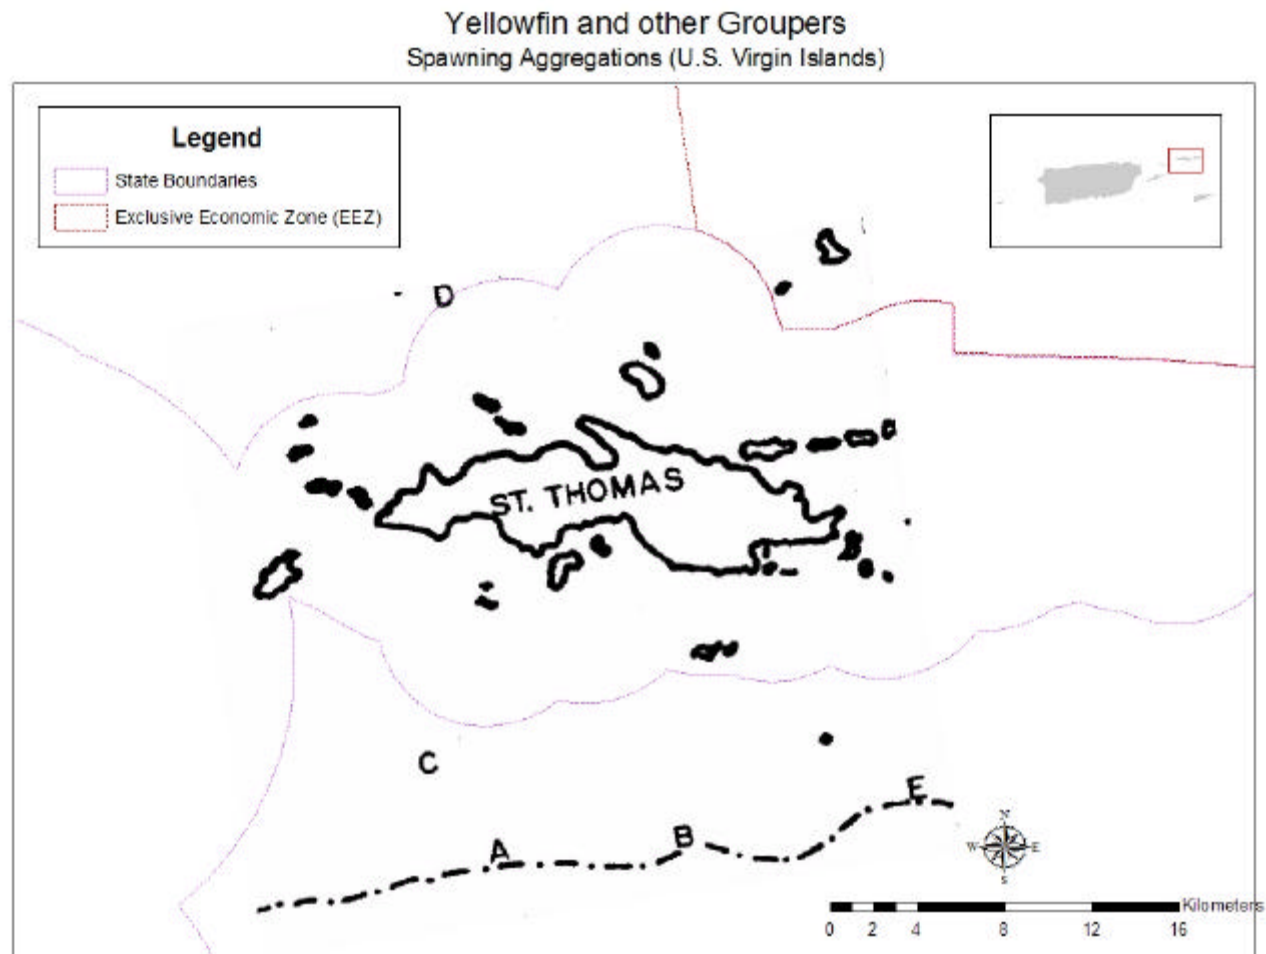 Yellowfin and other Groupers
Spawning Aggregations (U.S. Virgin Islands)
Legend
State Boundaries
Exclusive Economic Zone (EEZ)
D
ST. THOMAS
C
E
B
A
N
W E
S
Kilometers
0 2 4 8 12 16